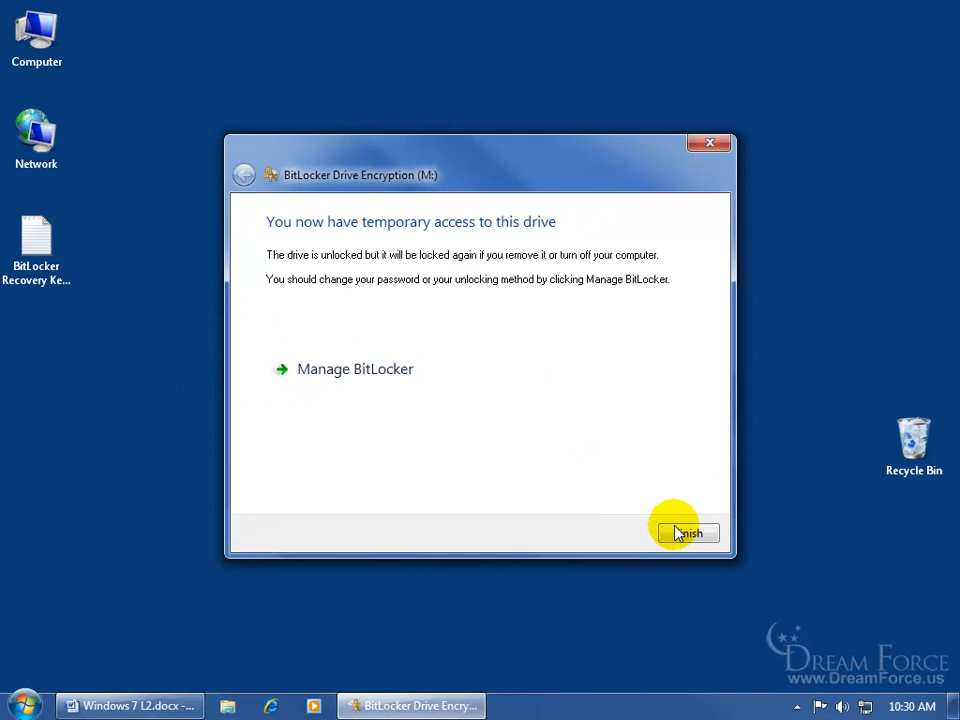 Computer
Network
BitLocker
Recovery Ke...
BitLocker Drive Encryption (M:)
You now have temporary access to this drive
The drive is unlocked but it will be locked again if you remove it or turn off your computer.
You should change your password or your unlocking method by clicking Manage BitLocker.
Manage BitLocker
Recycle Bin
DREAM FORCE
www.DreamForce.us
Windows 7 L2.docx -...
BitLocker Drive Encry...
10:30 AM